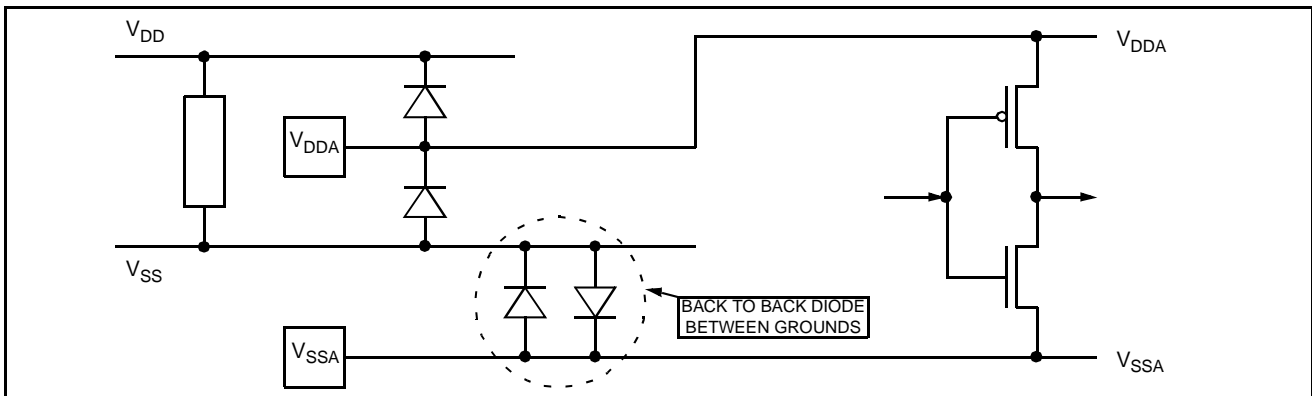 VDD
VDDA
VDDA
VSS
BACK TO BACK DIODE
BETWEEN GROUNDS
VSSA
VSSA